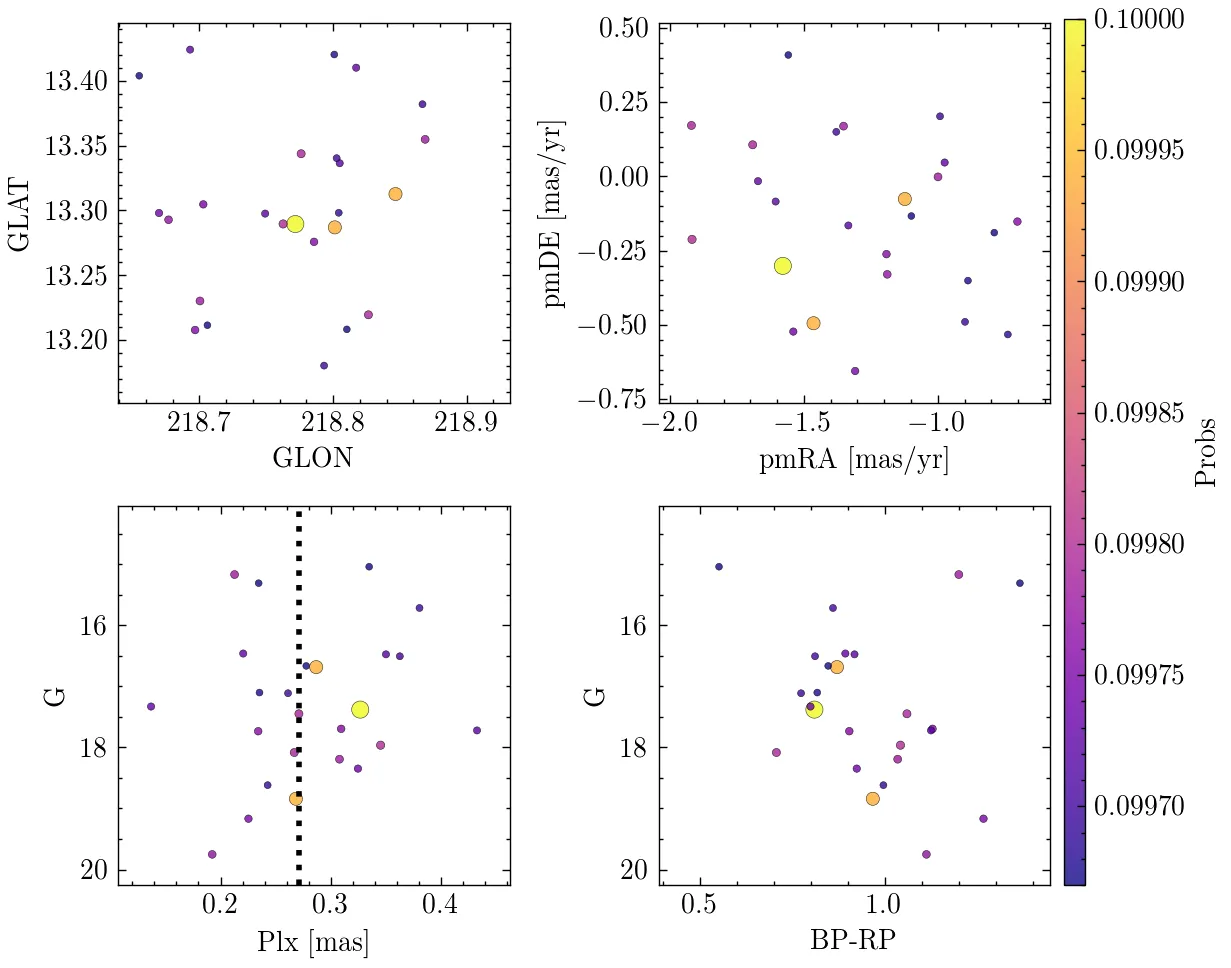 13.40
13.35
13.30
13.25
13.20
GLAT
218.7 218.8 218.9
GLON
0.50
0.25
0.00
−0.25
−0.50
−0.75
pmDE [mas/yr]
−2.0 −1.5 −1.0
pmRA [mas/yr]
16
18
20
G
0.2 0.3 0.4
Plx [mas]
16
18
20
G
0.5 1.0
BP-RP
0.10000
0.09995
0.09990
0.09985
0.09980
0.09975
0.09970
Probs